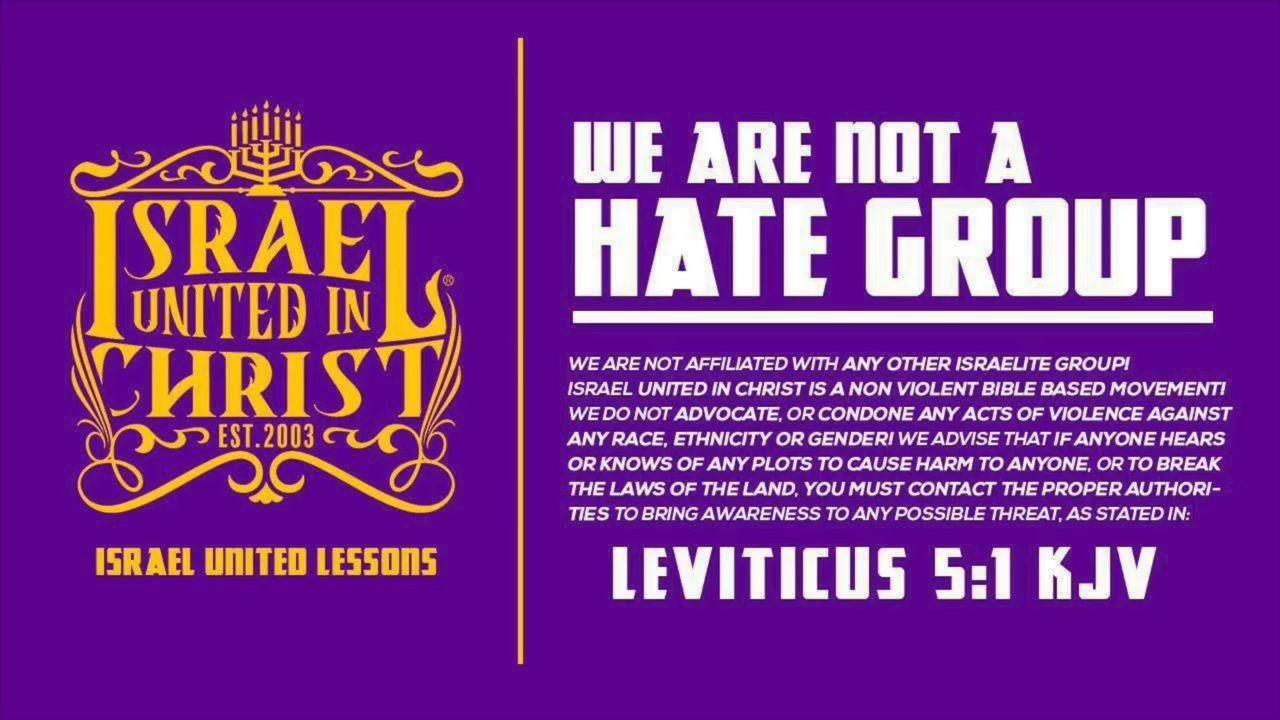 ISRAEL
UNITED IN
CHRIST
EST.2003
®
ISRAEL UNITED LESSONS
WE ARE NOT A
HATE GROUP
WE ARE NOT AFFILIATED WITH ANY OTHER ISRAELITE GROUP!
ISRAEL UNITED IN CHRIST IS A NON VIOLENT BIBLE BASED MOVEMENT!
WE DO NOT ADVOCATE, OR CONDONE ANY ACTS OF VIOLENCE AGAINST
ANY RACE, ETHNICITY OR GENDER! WE ADVISE THAT IF ANYONE HEARS
OR KNOWS OF ANY PLOTS TO CAUSE HARM TO ANYONE, OR TO BREAK
THE LAWS OF THE LAND, YOU MUST CONTACT THE PROPER AUTHORI-
TIES TO BRING AWARENESS TO ANY POSSIBLE THREAT, AS STATED IN:
LEVITICUS 5:1 KJV